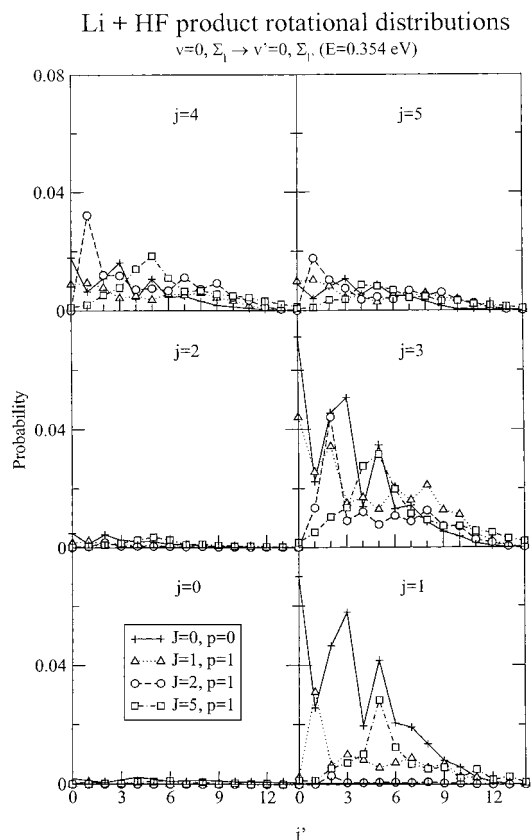 Li + HF product rotational distributions
v=0, Σj → v'=0, Σj', (E=0.354 eV)
0.08
j=4
j=5
0.04
0
j=2
j=3
Probability
0.04
0
j=0
j=1
J=0, p=0
J=1, p=1
J=2, p=1
J=5, p=1
0.04
0
0 3 6 9 12 0 3 6 9 12
j'